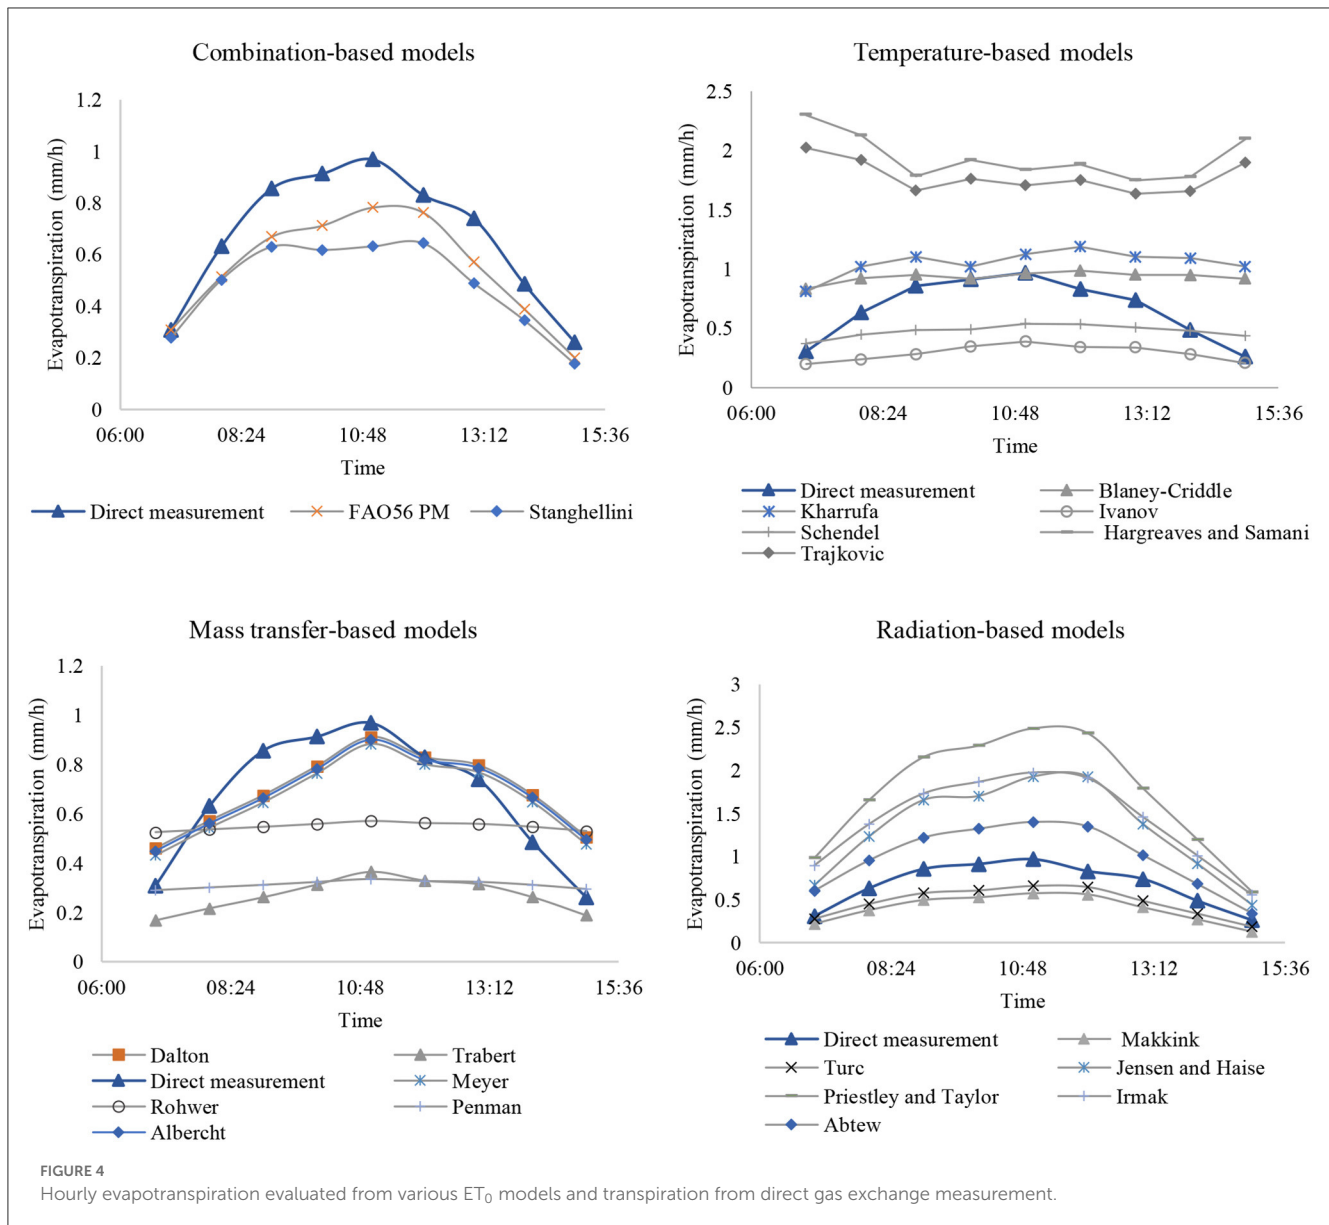 Combination-based models
Evapotranspiration (mm/h)
1.2
1
0.8
0.6
0.4
0.2
0
06:00 08:24 10:48 13:12 15:36
Time
Direct measurement FAO56 PM Stanghellini
Temperature-based models
Evapotranspiration (mm/h)
2.5
2
1.5
1
0.5
0
06:00 08:24 10:48 13:12 15:36
Time
Direct measurement Blaney-Criddle
Kharrufa Ivanov
Schendel Hargreaves and Samani
Trajkovic
Mass transfer-based models
Evapotranspiration (mm/h)
1.2
1
0.8
0.6
0.4
0.2
0
06:00 08:24 10:48 13:12 15:36
Time
Dalton Trabert
Direct measurement Meyer
Rohwer Penman
Albercht
Radiation-based models
Evapotranspiration (mm/h)
3
2.5
2
1.5
1
0.5
0
06:00 08:24 10:48 13:12 15:36
Time
Direct measurement Makkink
Turc Jensen and Haise
Priestley and Taylor Irmak
Abtew
FIGURE 4
Hourly evapotranspiration evaluated from various ET₀ models and transpiration from direct gas exchange measurement.